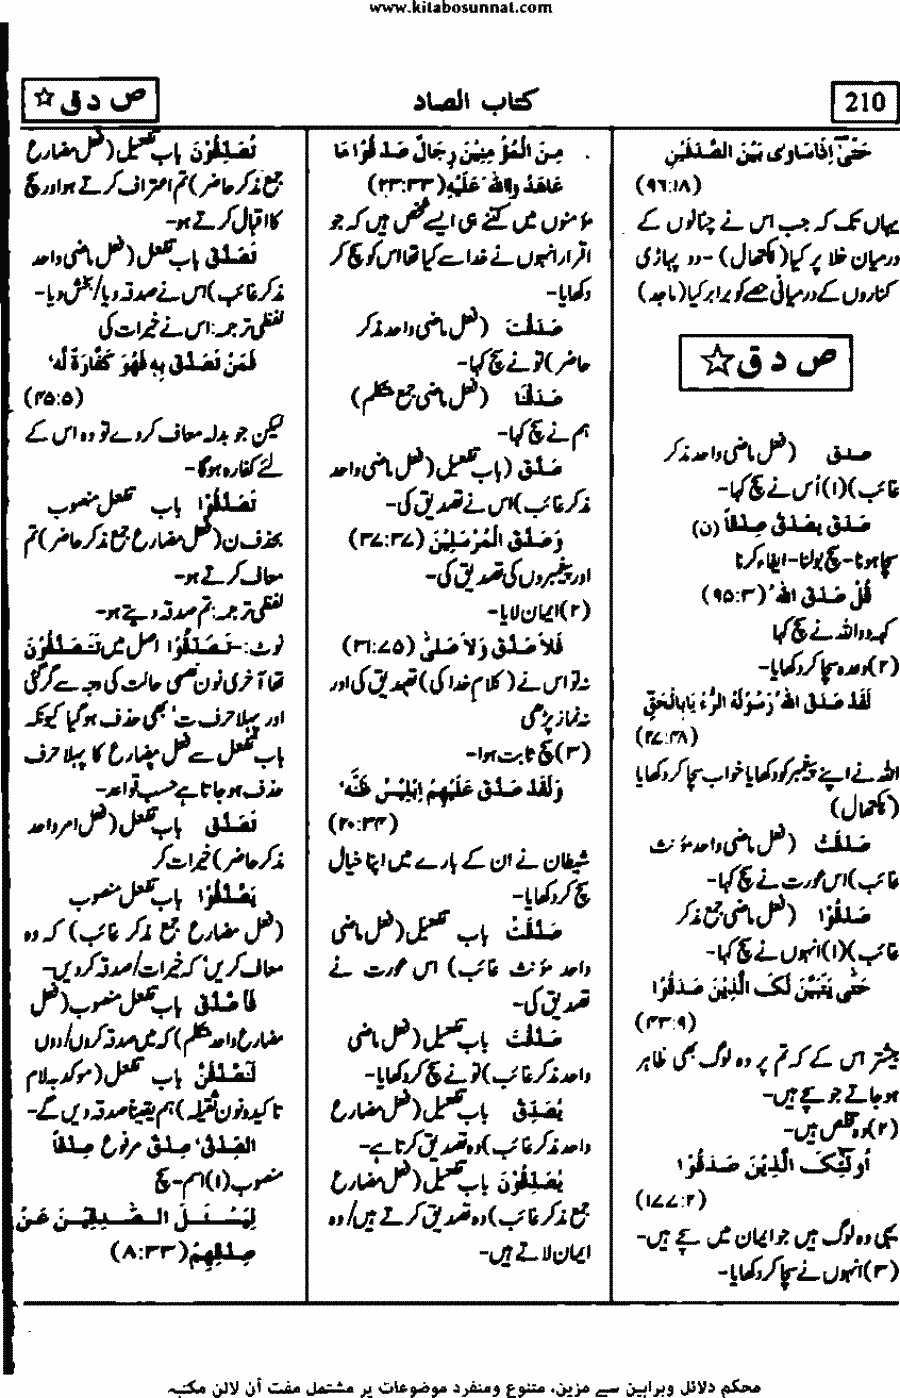 www.kitabosunnat.com
210
کتاب الصاد
ص د ق ☆
حَتّٰىٓ اِذَاسَاوٰى بَيْنَ الصَّدَفَيْنِ
(۹۶:۱۸)
یہاں تک کہ جب اس نے چٹانوں کے
درمیان خلا پر کیا (کتھال) - دو پہاڑی
کناروں کے درمیانی حصے کو برابر کیا (ماجد)
ص د ق ☆
صدق (فعل ماضی واحد مذکر
غائب)(۱) اُس نے سچ کہا-
صَدَقَ يَصْدُقُ صِدْقًا (ن)
سچا ہونا- سچ بولنا- ایفاء کرنا
قُلْ صَدَقَ اللّٰهُ (۹۵:۳)
کہہ دو اللہ نے سچ کہا
(۲) وعدہ سچا کر دکھایا-
لَقَدْ صَدَقَ اللّٰهُ رَسُوْلَهُ الرُّءْيَا بِالْحَقِّ
(۲۷:۴۸)
اللہ نے اپنے پیغمبر کو دکھایا خواب سچا کر دکھایا
(کتھال)
صَدَقَتْ (فعل ماضی واحد مؤنث
غائب) اس عورت نے سچ کہا-
صَدَقُوْا (فعل ماضی جمع مذکر
غائب)(۱) انہوں نے سچ کہا-
حَتّٰى يَتَبَيَّنَ لَكَ الَّذِيْنَ صَدَقُوْا
(۴۳:۹)
پیشتر اس کے کہ تم پر وہ لوگ بھی ظاہر
ہو جاتے جو سچے ہیں-
(۲) وہ مخلص ہیں-
اُولٰٓئِكَ الَّذِيْنَ صَدَقُوْا
(۱۷۷:۲)
یہی وہ لوگ ہیں جو ایمان میں سچے ہیں-
(۳) انہوں نے سچا کر دکھایا-
مِنَ الْمُؤْمِنِيْنَ رِجَالٌ صَدَقُوْا مَا
عَاهَدُوا اللّٰهَ عَلَيْهِ (۲۳:۳۳)
مؤمنوں میں کتنے ہی ایسے شخص ہیں کہ جو
اقرار انہوں نے خدا سے کیا تھا اس کو سچ کر
دکھایا-
صَدَقْتَ (فعل ماضی واحد مذکر
حاضر) تو نے سچ کہا-
صَدَقْنَا (فعل ماضی جمع متکلم)
ہم نے سچ کہا-
صَدَّقَ (باب تفعیل (فعل ماضی واحد
مذکر غائب) اس نے تصدیق کی-
وَصَدَّقَ الْمُرْسَلِيْنَ (۳۷:۳۷)
اور پیغمبروں کی تصدیق کی-
(۲) ایمان لایا-
فَلَا صَدَّقَ وَلَا صَلّٰى (۳۱:۷۵)
نہ تو اس نے (کلام خدا کی) تصدیق کی اور
نہ نماز پڑھی
(۳) سچ ثابت ہوا-
وَلَقَدْ صَدَّقَ عَلَيْهِمْ اِبْلِيْسُ ظَنَّهُ
(۲۰:۳۴)
شیطان نے ان کے بارے میں اپنا خیال
سچ کر دکھایا-
صَدَّقَتْ باب تفعیل (فعل ماضی
واحد مؤنث غائب) اس عورت نے
تصدیق کی-
صَدَّقْتَ باب تفعیل (فعل ماضی
واحد مذکر غائب) تو نے سچ کر دکھایا-
يُصَدِّقُ باب تفعیل (فعل مضارع
واحد مذکر غائب) وہ تصدیق کرتا ہے-
يُصَدِّقُوْنَ باب تفعیل (فعل مضارع
جمع مذکر غائب) وہ تصدیق کرتے ہیں/وہ
ایمان لاتے ہیں-
تُصَدِّقُوْنَ باب تفعیل (فعل مضارع
جمع مذکر حاضر) تم اعتراف کرتے ہو اور سچ
کا اقبال کرتے ہو-
تَصَدَّقَ باب تفعل (فعل ماضی واحد
مذکر غائب) اس نے صدقہ دیا/بخش دیا-
لفظی ترجمہ: اس نے خیرات کی
فَمَنْ تَصَدَّقَ بِهٖ فَهُوَ كَفَّارَةٌ لَّهُ
(۴۵:۵)
لیکن جو بدلہ معاف کر دے تو وہ اس کے
لئے کفارہ ہوگا-
تَصَدَّقُوْا باب تفعل منصوب
بحذف ن (فعل مضارع جمع مذکر حاضر) تم
معاف کرتے ہو-
لفظی ترجمہ: تم صدقہ دیتے ہو-
نوٹ:- تَصَدَّقُوْا اصل میں تَتَصَدَّقُوْنَ
تھا آخری نون نصبی حالت کی وجہ سے گر گئی
اور پہلا حرف 'ت' بھی حذف ہو گیا کیونکہ
باب تفعل سے فعل مضارع کا پہلا حرف
حذف ہو جاتا ہے حسب قواعد-
تَصَدَّقْ باب تفعل (فعل امر واحد
مذکر حاضر) خیرات کر
يَصَّدَّقُوْا باب تفعل منصوب
(فعل مضارع جمع مذکر غائب) کہ وہ
معاف کریں' کہ خیرات/صدقہ کر دیں-
فَاَصَّدَّقَ باب تفعل منصوب (فعل
مضارع واحد متکلم) کہ میں صدقہ کروں/دوں
لَنَصَّدَّقَنَّ باب تفعل (موکد بہ لام
تاکید ونون ثقیلہ) ہم یقیناً صدقہ دیں گے-
الصِّدْقُ' صِدْقٌ مرفوع صِدْقًا
منصوب (۱) اسم- سچ
لِيَسْـَٔلَ الصّٰدِقِيْنَ عَنْ
صِدْقِهِمْ (۸:۳۳)
محکم دلائل وبراہین سے مزین، متنوع ومنفرد موضوعات پر مشتمل مفت آن لائن مکتبہ